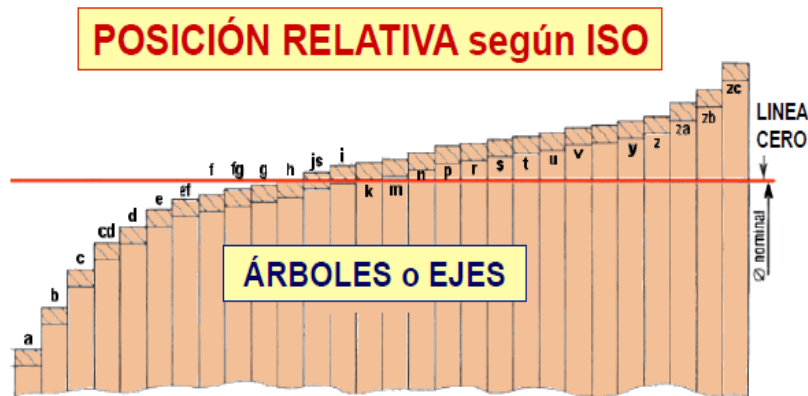 POSICIÓN RELATIVA según ISO
LINEA
CERO
a
b
c
cd
d
e
ef
f
fg
g
h
js
i
k
m
n
p
r
s
t
u
v
y
z
za
zb
zc
ÁRBOLES o EJES
Ø nominal